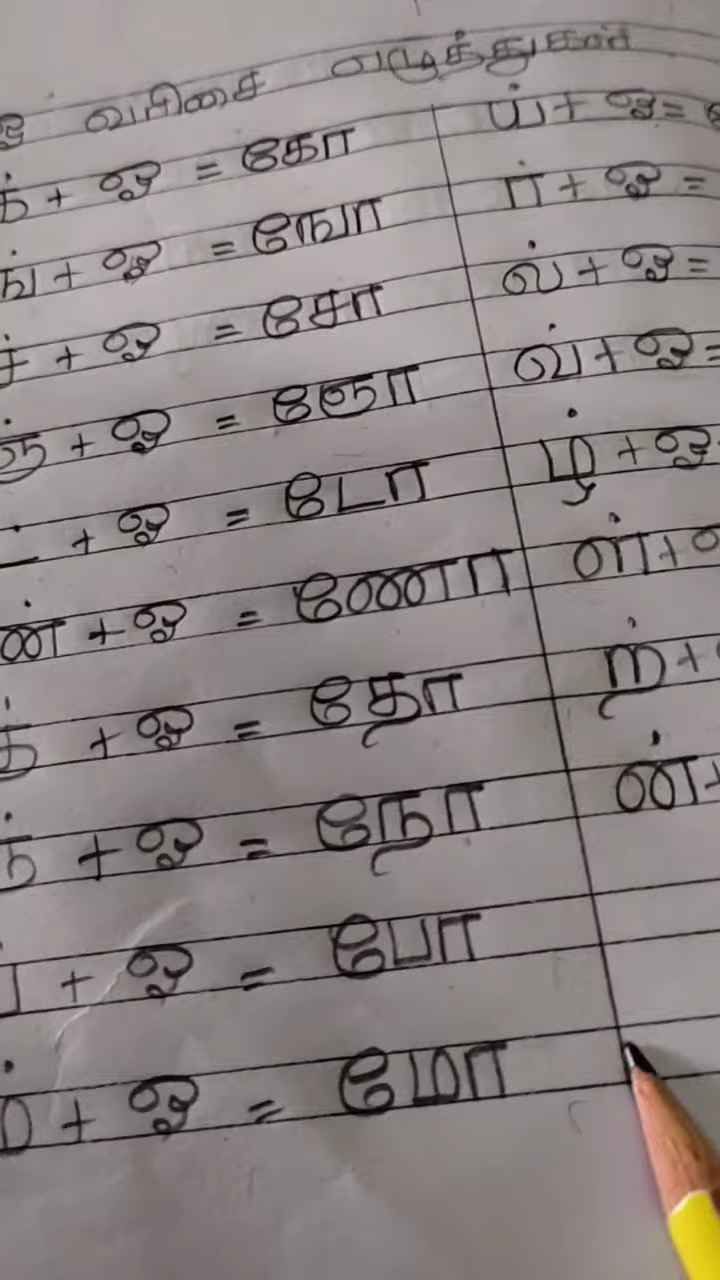 ஓ வரிசை எழுத்துகள்
க் + ஓ = கோ
ங் + ஓ = ஙோ
ச் + ஓ = சோ
ஞ் + ஓ = ஞோ
ட் + ஓ = டோ
ண் + ஓ = ணோ
த் + ஓ = தோ
ந் + ஓ = நோ
ப் + ஓ = போ
ம் + ஓ = மோ
ய் + ஓ =
ர் + ஓ =
ல் + ஓ =
வ் + ஓ =
ழ் + ஓ
ள் +
ற் +
ன் +